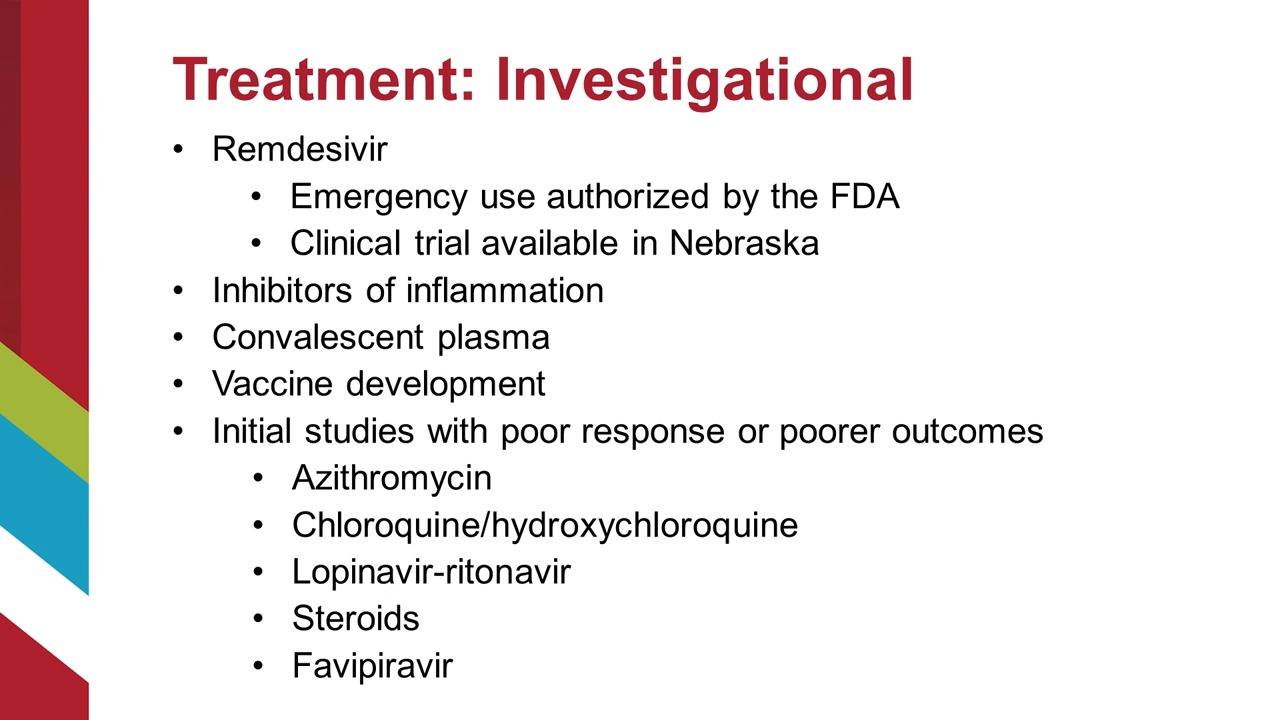 Treatment: Investigational
• Remdesivir
• Emergency use authorized by the FDA
• Clinical trial available in Nebraska
• Inhibitors of inflammation
• Convalescent plasma
• Vaccine development
• Initial studies with poor response or poorer outcomes
• Azithromycin
• Chloroquine/hydroxychloroquine
• Lopinavir-ritonavir
• Steroids
• Favipiravir